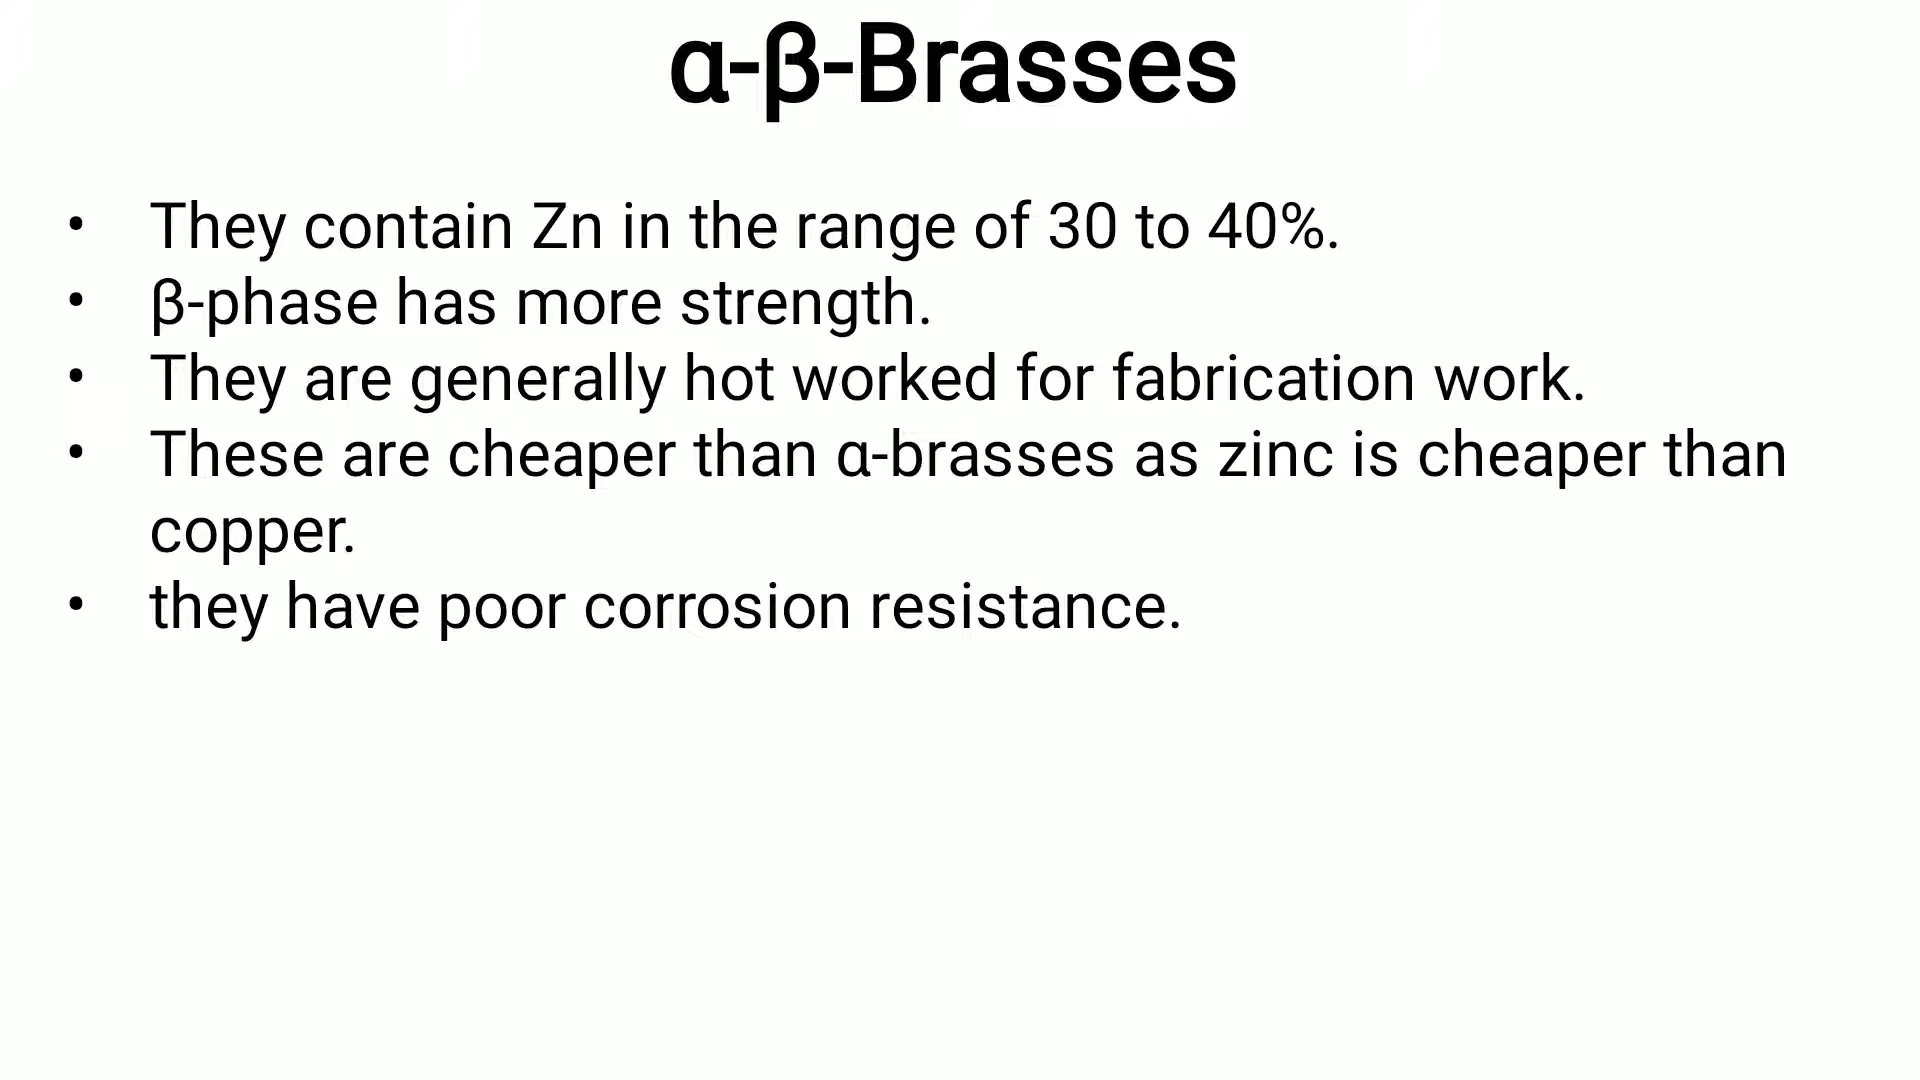 α-β-Brasses
• They contain Zn in the range of 30 to 40%.
• β-phase has more strength.
• They are generally hot worked for fabrication work.
• These are cheaper than α-brasses as zinc is cheaper than
copper.
• they have poor corrosion resistance.